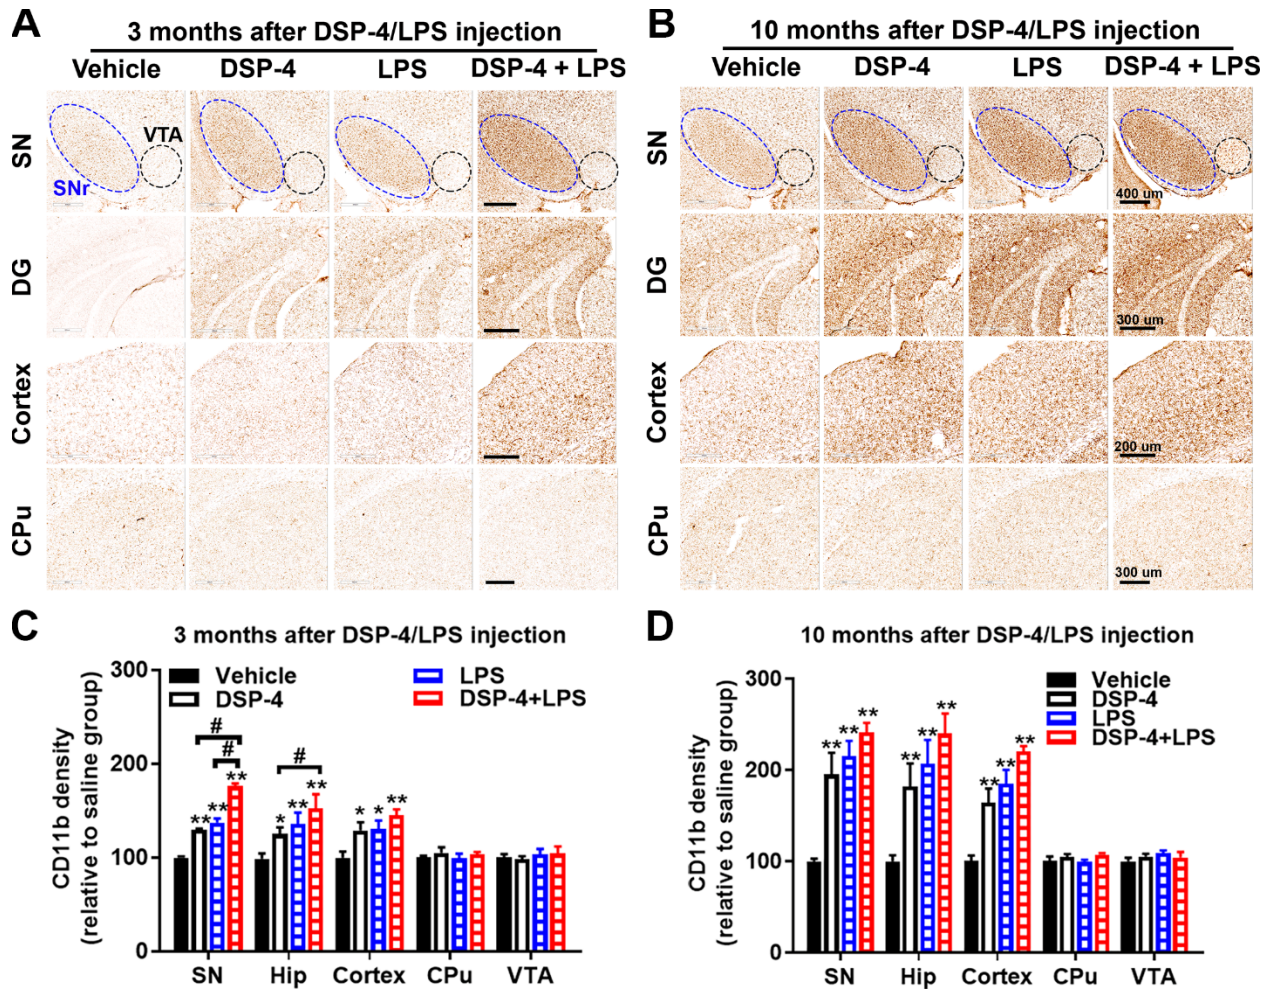 A
3 months after DSP-4/LPS injection
Vehicle DSP-4 LPS DSP-4 + LPS
SN
VTA
SNr
DG
Cortex
CPu
B
10 months after DSP-4/LPS injection
Vehicle DSP-4 LPS DSP-4 + LPS
SN
400 um
DG
300 um
Cortex
200 um
CPu
300 um
C
3 months after DSP-4/LPS injection
CD11b density
(relative to saline group)
300
200
100
0
Vehicle
DSP-4
LPS
DSP-4+LPS
#
#
** ** **
#
* ** **
* * **
SN Hip Cortex CPu VTA
D
10 months after DSP-4/LPS injection
CD11b density
(relative to saline group)
300
200
100
0
Vehicle
DSP-4
LPS
DSP-4+LPS
** ** **
** ** **
** ** **
SN Hip Cortex CPu VTA